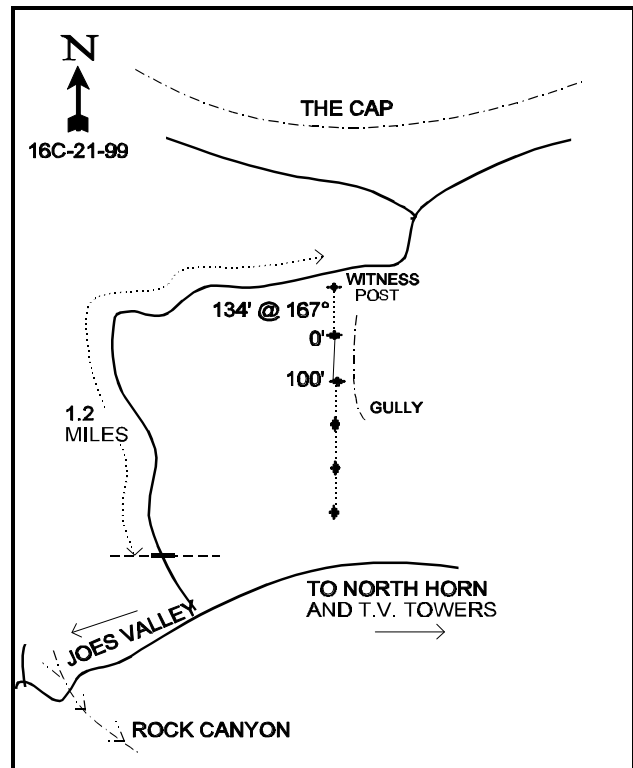 N
THE CAP
16C-21-99
WITNESS
POST
134' @ 167°
0'
100'
GULLY
1.2
MILES
TO NORTH HORN
AND T.V. TOWERS
JOES VALLEY
ROCK CANYON